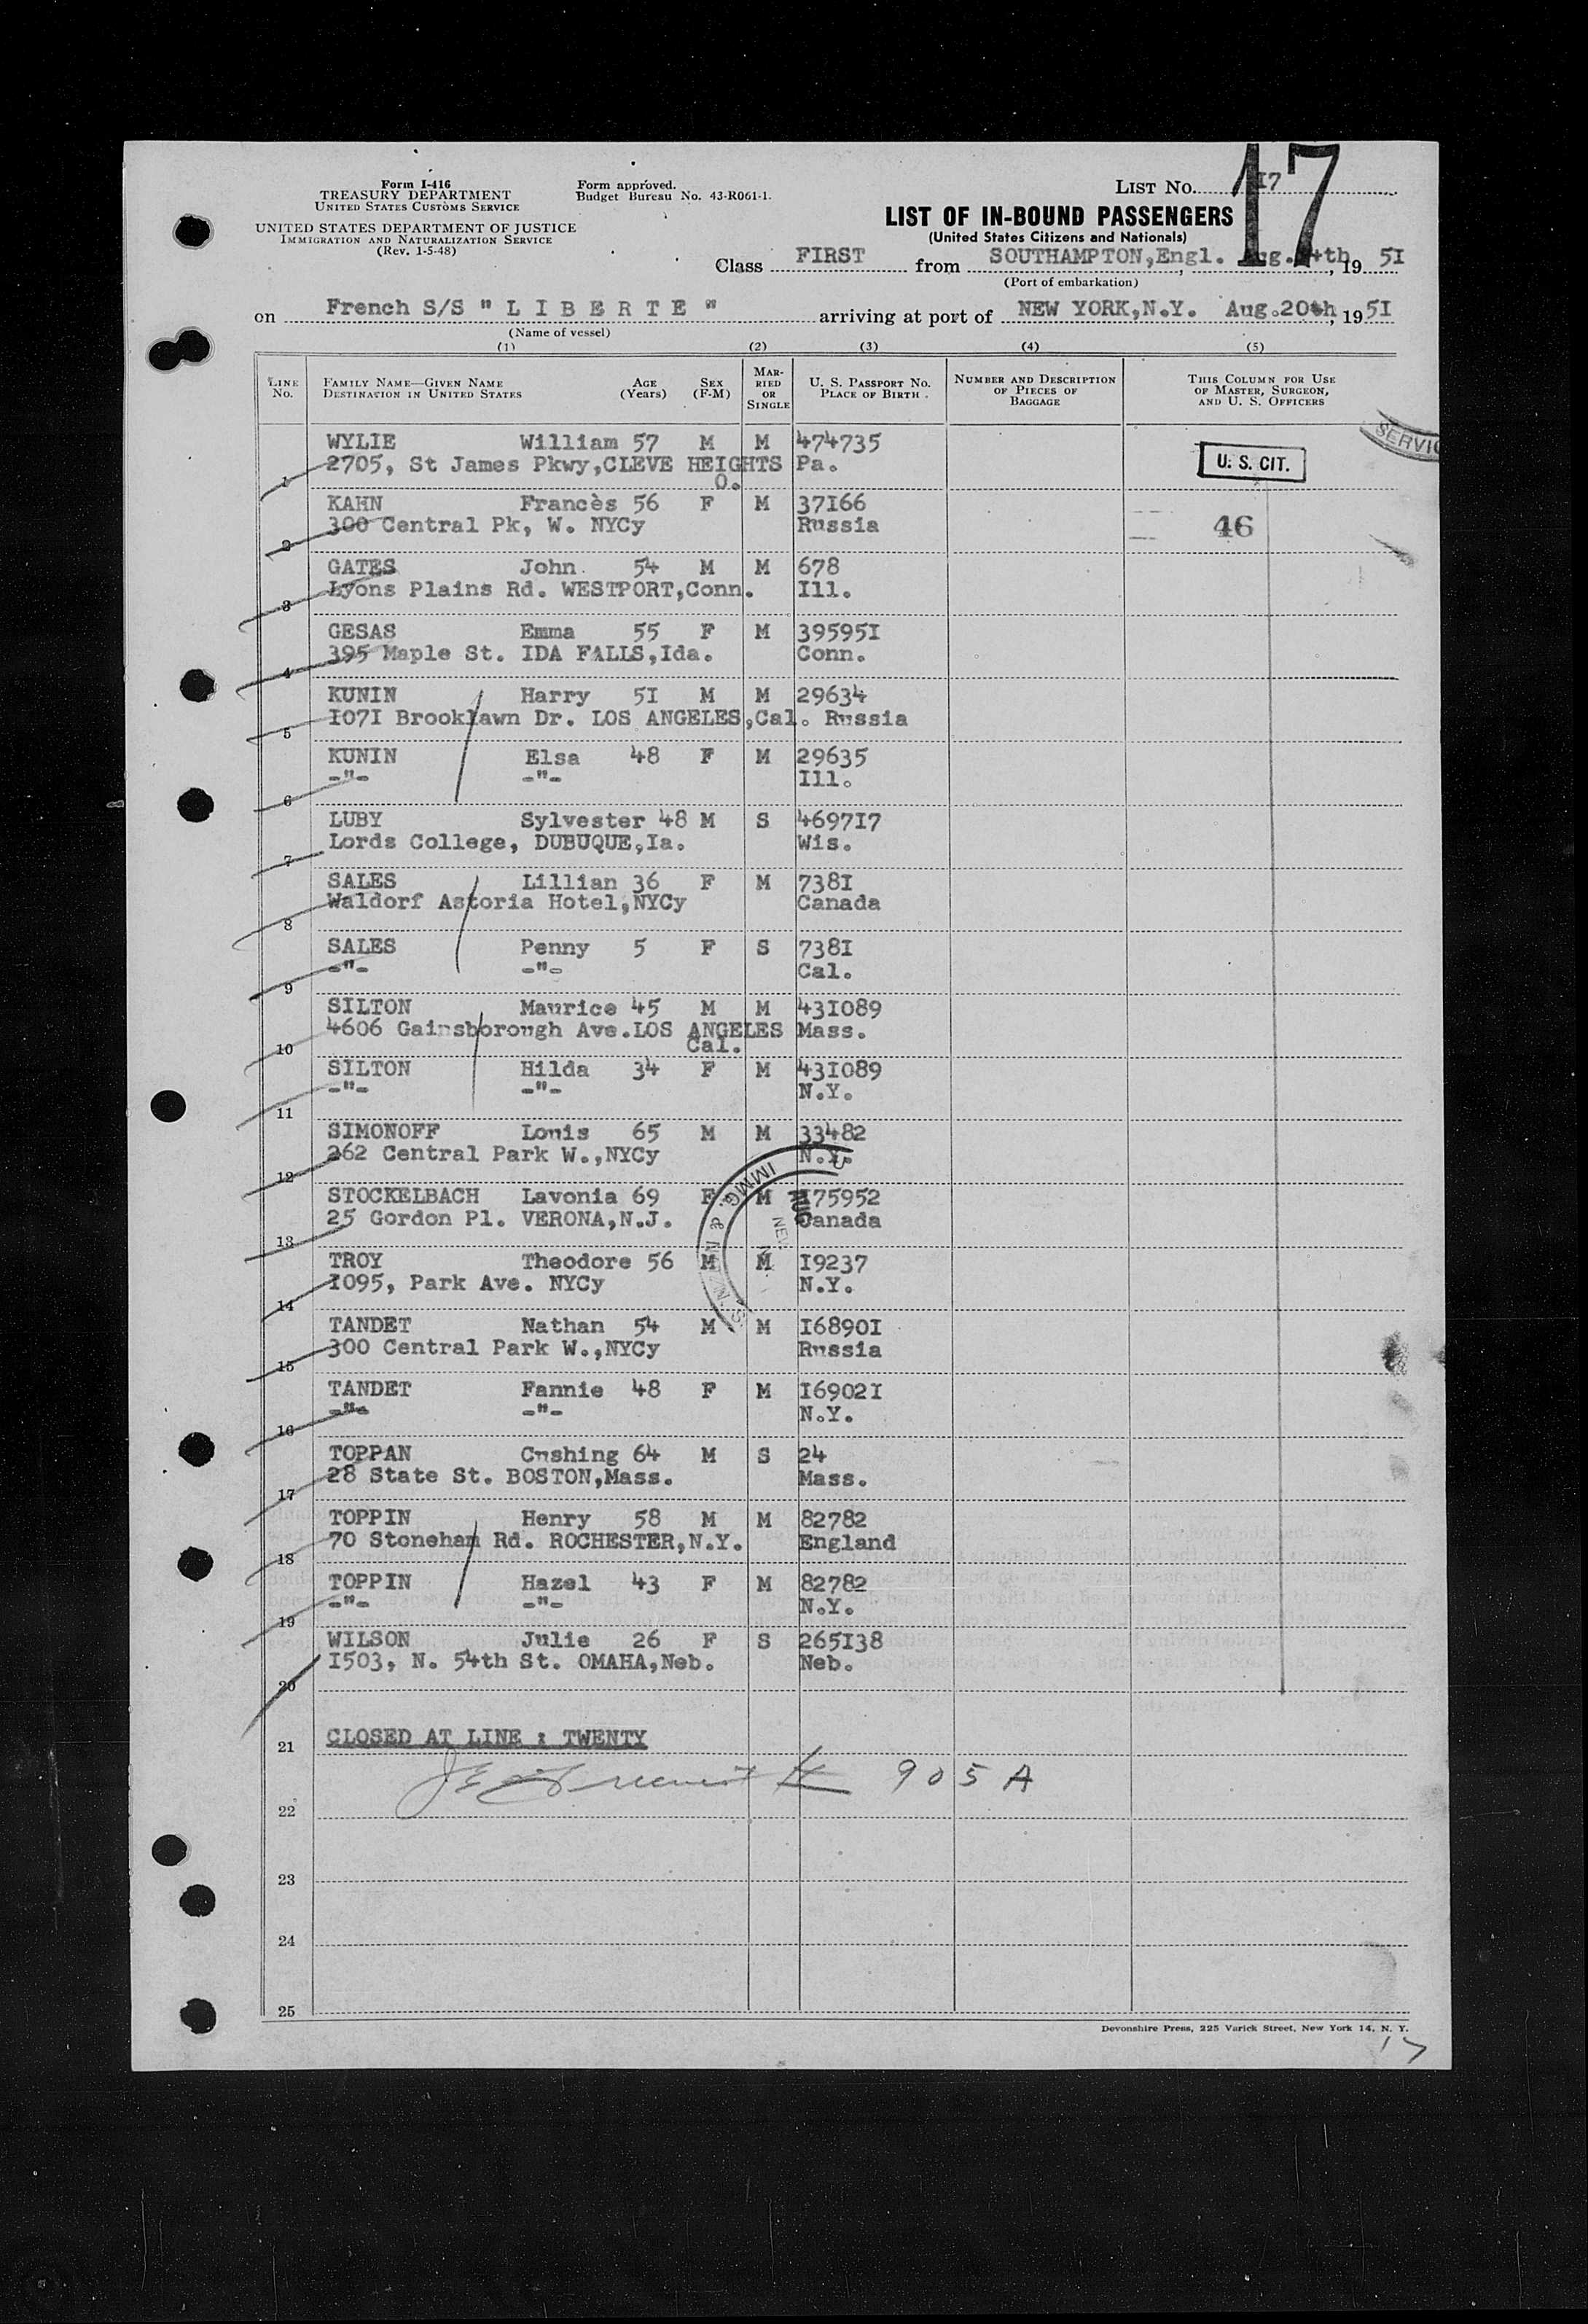 Form I-416
TREASURY DEPARTMENT
UNITED STATES CUSTOMS SERVICE
UNITED STATES DEPARTMENT OF JUSTICE
IMMIGRATION AND NATURALIZATION SERVICE
(Rev. 1-5-48)
Form approved.
Budget Bureau No. 43-R061-1.
LIST NO. 17
17
LIST OF IN-BOUND PASSENGERS
(United States Citizens and Nationals)
Class FIRST from SOUTHAMPTON,Engl. 19 51
(Port of embarkation)
on French S/S " L I B E R T E " arriving at port of NEW YORK,N.Y. Aug.20th, 1951
(Name of vessel)
(1) (2) (3) (4) (5)
LINE NO.
FAMILY NAME—GIVEN NAME
DESTINATION IN UNITED STATES
AGE (Years)
SEX (F-M)
MARRIED OR SINGLE
U. S. PASSPORT NO.
PLACE OF BIRTH
NUMBER AND DESCRIPTION OF PIECES OF BAGGAGE
THIS COLUMN FOR USE OF MASTER, SURGEON, AND U. S. OFFICERS
SERVIC
U. S. CIT.
46
WYLIE William 57 M M 474735
1 2705, St James Pkwy,CLEVE HEIGHTS O. Pa.
KAHN Francès 56 F M 37166
2 300 Central Pk, W. NYCy Russia
GATES John 54 M M 678
3 Lyons Plains Rd. WESTPORT,Conn. Ill.
GESAS Emma 55 F M 395951
4 395 Maple St. IDA FALLS,Ida. Conn.
KUNIN Harry 51 M M 29634
5 1071 Brooklawn Dr. LOS ANGELES,Cal. Russia
KUNIN Elsa 48 F M 29635
6 -"- -"- Ill.
LUBY Sylvester 48 M S 469717
7 Lords College, DUBUQUE,Ia. Wis.
SALES Lillian 36 F M 7381
8 Waldorf Astoria Hotel,NYCy Canada
SALES Penny 5 F S 7381
9 -"- -"- Cal.
SILTON Maurice 45 M M 431089
10 4606 Gainsborough Ave.LOS ANGELES Cal. Mass.
SILTON Hilda 34 F M 431089
11 -"- -"- N.Y.
SIMONOFF Louis 65 M M 33482
12 262 Central Park W.,NYCy N.Y.
STOCKELBACH Lavonia 69 F M 175952
13 25 Gordon Pl. VERONA,N.J. Canada
TROY Theodore 56 M M 19237
14 1095, Park Ave. NYCy N.Y.
TANDET Nathan 54 M M 168901
15 300 Central Park W.,NYCy Russia
TANDET Fannie 48 F M 169021
16 -"- -"- N.Y.
TOPPAN Cushing 64 M S 24
17 28 State St. BOSTON,Mass. Mass.
TOPPIN Henry 58 M M 82782
18 70 Stoneham Rd. ROCHESTER,N.Y. England
TOPPIN Hazel 43 F M 82782
19 -"- -"- N.Y.
WILSON Julie 26 F S 265138
20 1503, N. 54th St. OMAHA,Neb. Neb.
IMMIG. &
AUG
21 CLOSED AT LINE : TWENTY
905 A
22
23
24
25
Devonshire Press, 225 Varick Street, New York 14, N. Y.
17